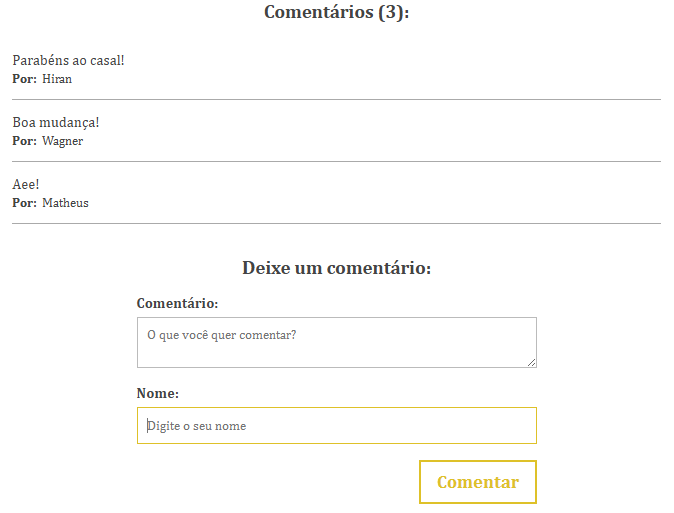 Comentários (3):
Parabéns ao casal!
Por: Hiran
Boa mudança!
Por: Wagner
Aee!
Por: Matheus
Deixe um comentário:
Comentário:
O que você quer comentar?
Nome:
Digite o seu nome
Comentar